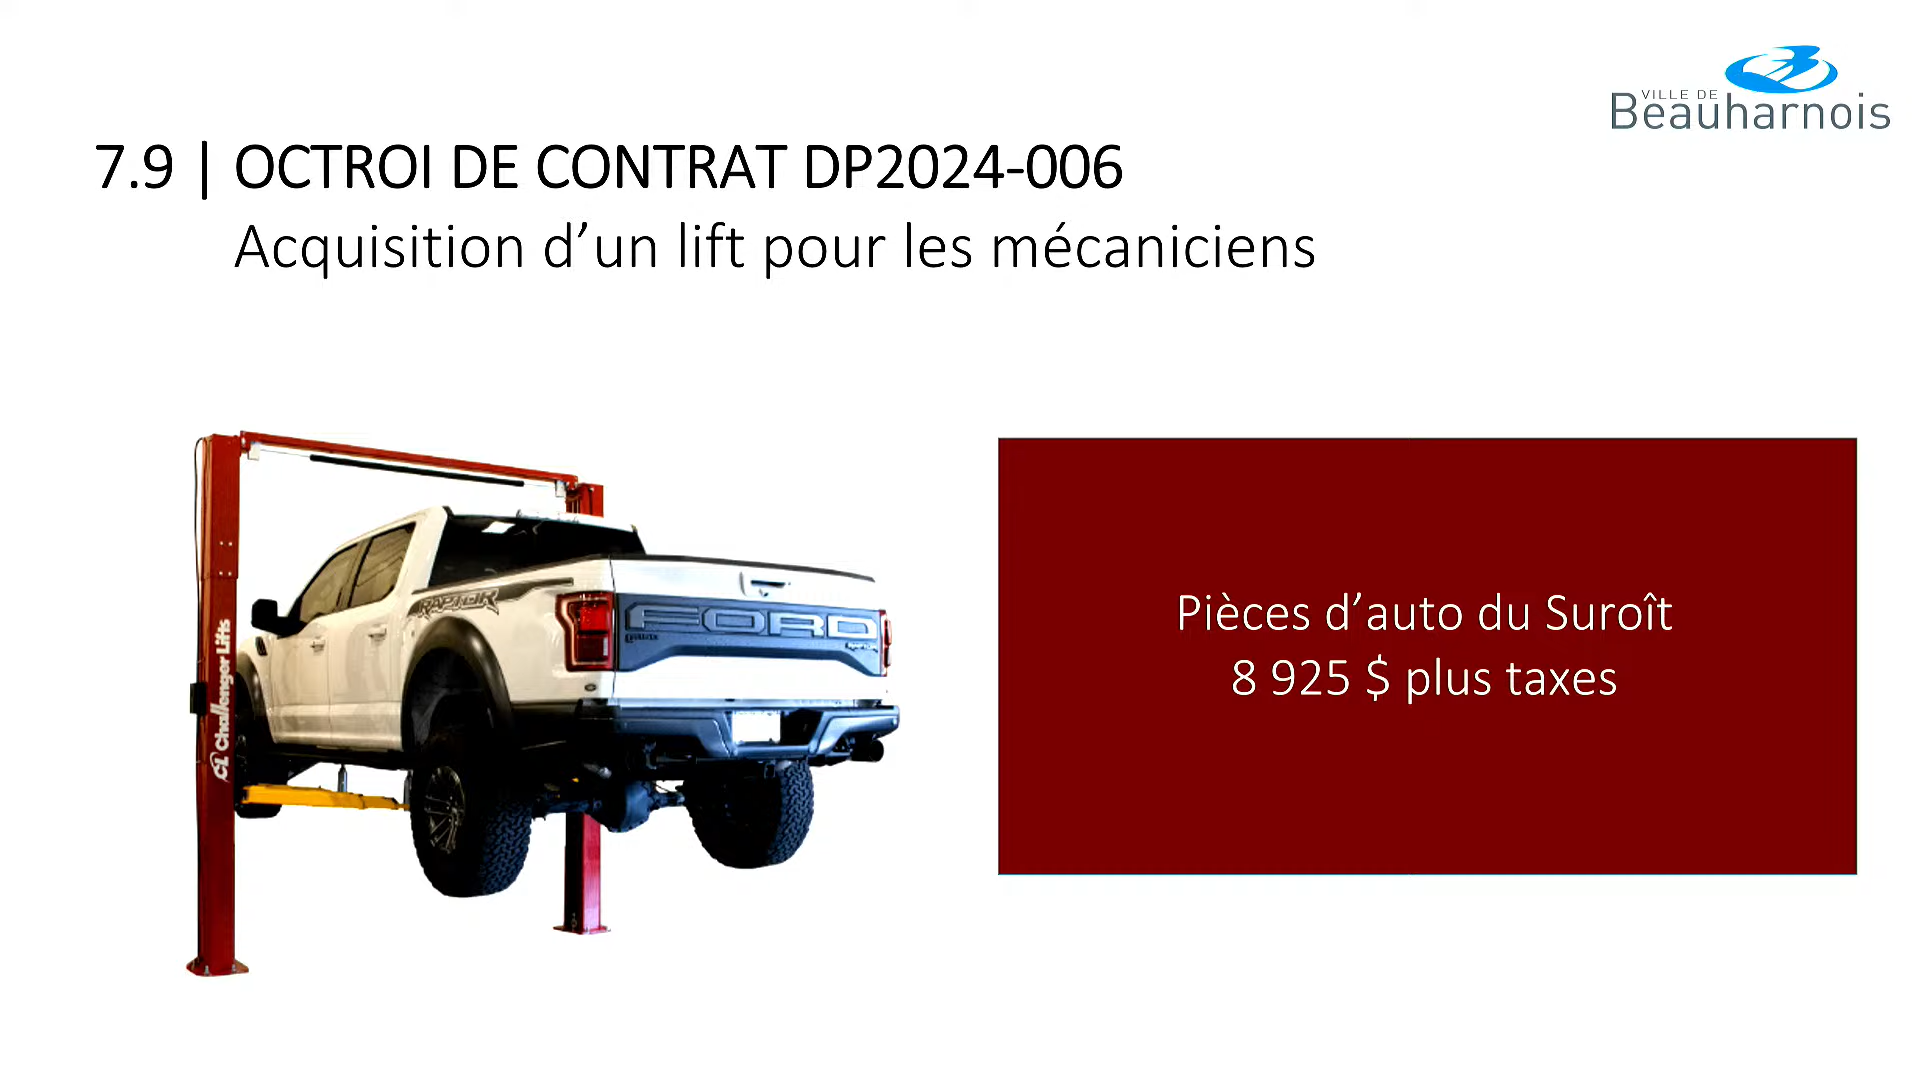 VILLE DE
Beauharnois
7.9 | OCTROI DE CONTRAT DP2024-006
Acquisition d’un lift pour les mécaniciens
Challenger Lifts
RAPTOR
FORD
RAPTOR
Pièces d’auto du Suroît
8 925 $ plus taxes